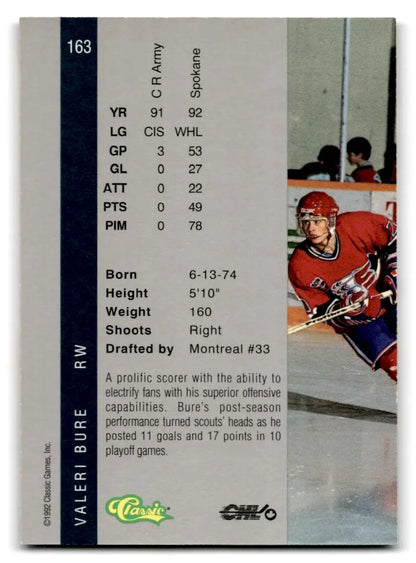 163
C R Army Spokane
YR 91 92
LG CIS WHL
GP 3 53
GL 0 27
ATT 0 22
PTS 0 49
PIM 0 78
Born 6-13-74
Height 5'10"
Weight 160
Shoots Right
Drafted by Montreal #33
A prolific scorer with the ability to
electrify fans with his superior offensive
capabilities. Bure's post-season
performance turned scouts' heads as he
posted 11 goals and 17 points in 10
playoff games.
VALERI BURE RW
©1992 Classic Games, Inc.
Classic
CHL